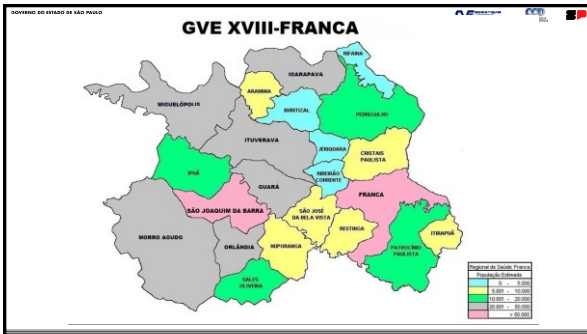 GOVERNO DO ESTADO DE SÃO PAULO
GVE XVIII-FRANCA
RIFAINA
IGARAPAVA
ARAMINA
MIGUELÓPOLIS
BURITIZAL
PEDREGULHO
ITUVERAVA
JERIQUARA
CRISTAIS
PAULISTA
IPUÃ
RIBEIRÃO
CORRENTE
GUARÁ
FRANCA
SÃO JOAQUIM DA BARRA
SÃO JOSÉ
DA BELA VISTA
RESTINGA
ITIRAPUÃ
MORRO AGUDO
ORLÂNDIA
NUPORANGA
PATROCÍNIO
PAULISTA
SALES
OLIVEIRA
Regional de Saúde: Franca
População Estimada
0 - 5.000
5.001 - 10.000
10.001 - 20.000
20.001 - 50.000
> 50.000